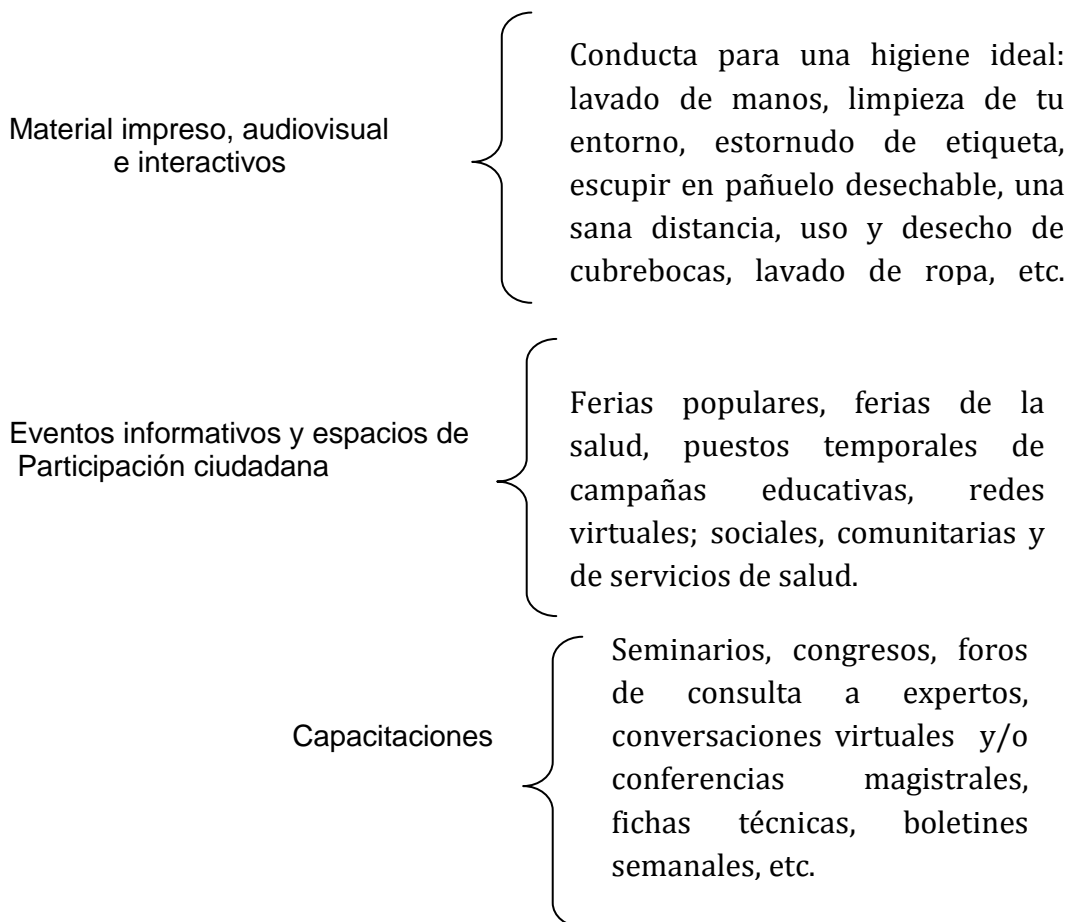 Material impreso, audiovisual
e interactivos
Conducta para una higiene ideal:
lavado de manos, limpieza de tu
entorno, estornudo de etiqueta,
escupir en pañuelo desechable, una
sana distancia, uso y desecho de
cubrebocas, lavado de ropa, etc.
Eventos informativos y espacios de
Participación ciudadana
Ferias populares, ferias de la
salud, puestos temporales de
campañas educativas, redes
virtuales; sociales, comunitarias y
de servicios de salud.
Capacitaciones
Seminarios, congresos, foros
de consulta a expertos,
conversaciones virtuales y/o
conferencias magistrales,
fichas técnicas, boletines
semanales, etc.